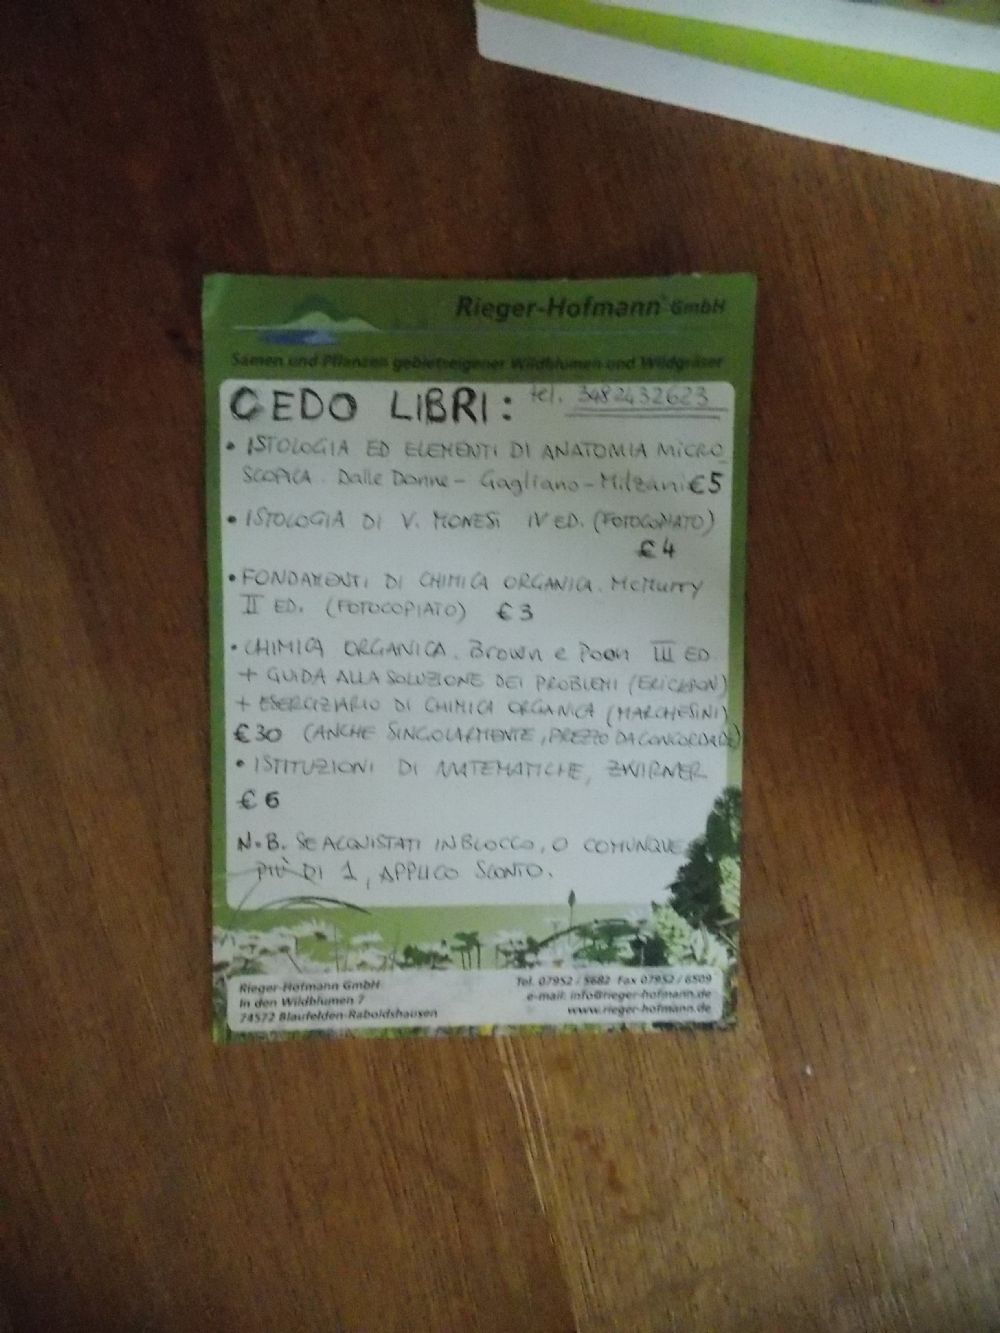 Rieger-Hofmann® GmbH
Samen und Pflanzen gebietseigener Wildblumen und Wildgräser
CEDO LIBRI: tel. 3482432623
• ISTOLOGIA ED ELEMENTI DI ANATOMIA MICRO
SCOPICA. Dalle Donne - Gagliano - Milzani €5
• ISTOLOGIA DI V. MONESI IV ED. (FOTOCOPIATO)
€4
• FONDAMENTI DI CHIMICA ORGANICA. McMurry
II ED. (FOTOCOPIATO) €3
• CHIMICA ORGANICA. Brown e Poon III ED.
+ GUIDA ALLA SOLUZIONE DEI PROBLEMI (ERICKSON)
+ ESERCIZIARIO DI CHIMICA ORGANICA (MARCHESINI)
€30 (ANCHE SINGOLARMENTE, PREZZO DA CONCORDARE)
• ISTITUZIONI DI MATEMATICHE, ZWIRNER
€6
N.B. SE ACQUISTATI IN BLOCCO, O COMUNQUE
PIÙ DI 1, APPLICO SCONTO.
Rieger-Hofmann GmbH
In den Wildblumen 7
74572 Blaufelden-Raboldshausen
Tel. 07952 / 5682 Fax 07952 / 6509
e-mail: info@rieger-hofmann.de
www.rieger-hofmann.de